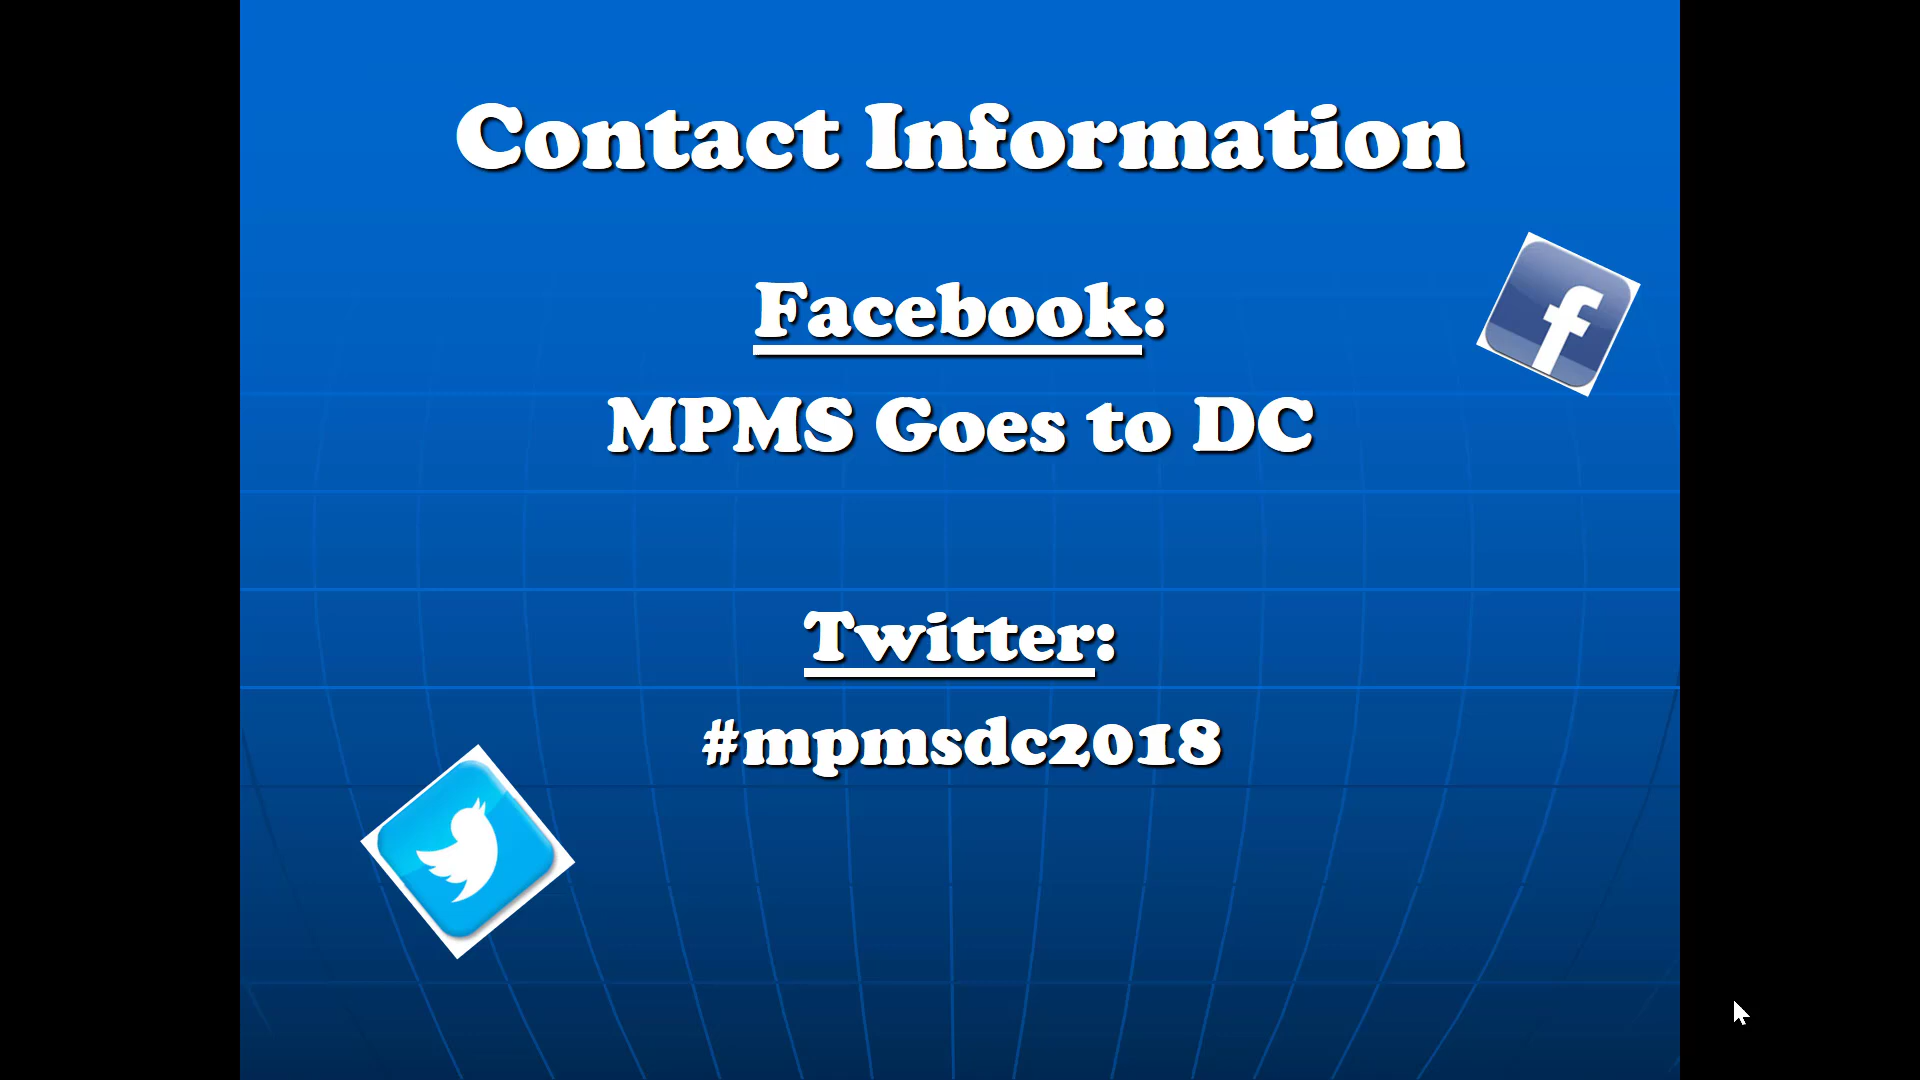 Contact Information
Facebook:
MPMS Goes to DC
Twitter:
#mpmsdc2018